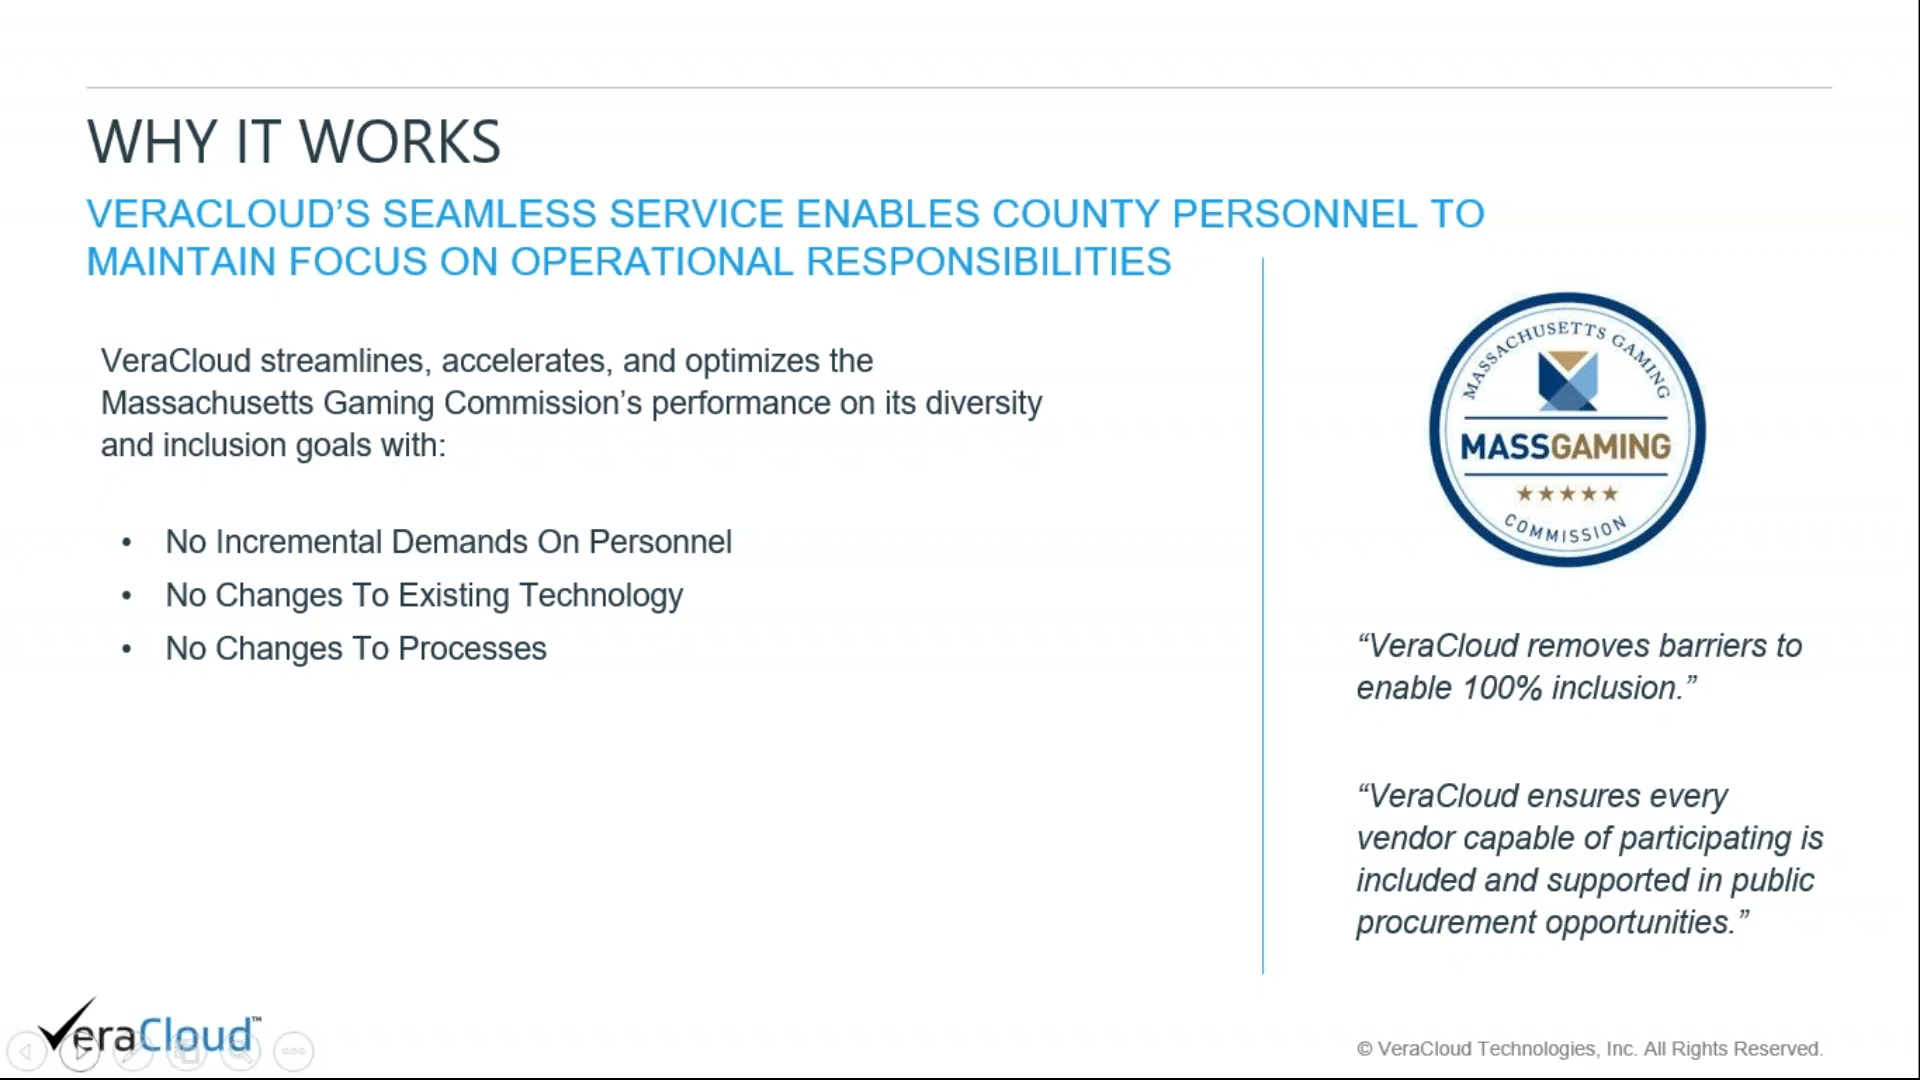 WHY IT WORKS
VERACLOUD’S SEAMLESS SERVICE ENABLES COUNTY PERSONNEL TO
MAINTAIN FOCUS ON OPERATIONAL RESPONSIBILITIES
VeraCloud streamlines, accelerates, and optimizes the
Massachusetts Gaming Commission’s performance on its diversity
and inclusion goals with:
• No Incremental Demands On Personnel
• No Changes To Existing Technology
• No Changes To Processes
MASSACHUSETTS GAMING
MASSGAMING
COMMISSION
“VeraCloud removes barriers to
enable 100% inclusion.”
“VeraCloud ensures every
vendor capable of participating is
included and supported in public
procurement opportunities.”
VeraCloud™
© VeraCloud Technologies, Inc. All Rights Reserved.